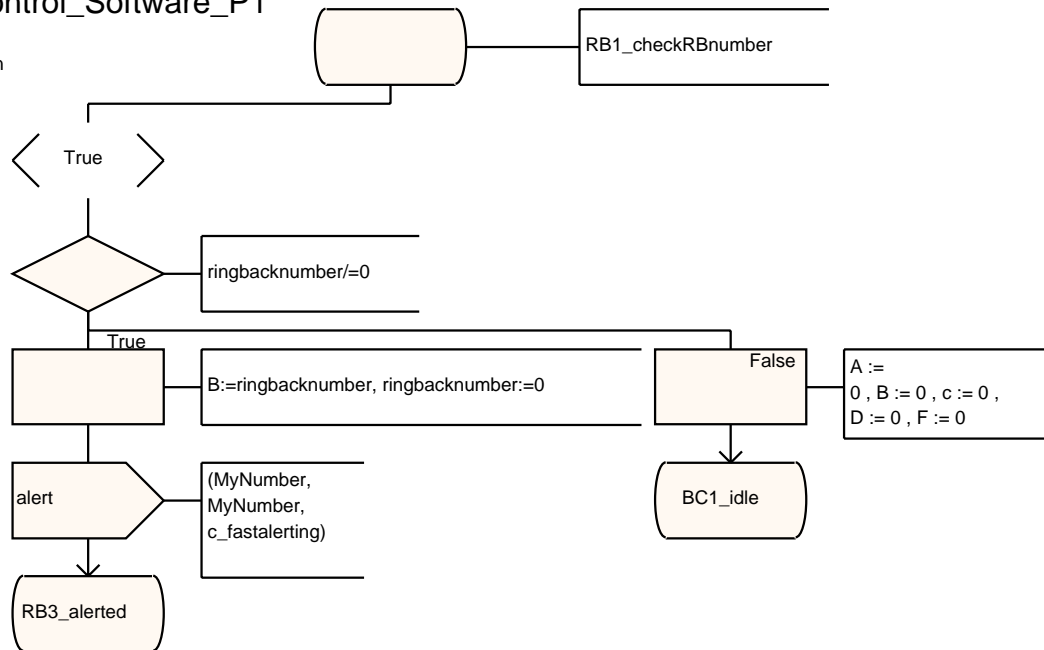 ontrol_Software_P1
n
RB1_checkRBnumber
True
ringbacknumber/=0
True
False
B:=ringbacknumber, ringbacknumber:=0
A :=
0 , B := 0 , c := 0 ,
D := 0 , F := 0
alert
(MyNumber,
MyNumber,
c_fastalerting)
BC1_idle
RB3_alerted